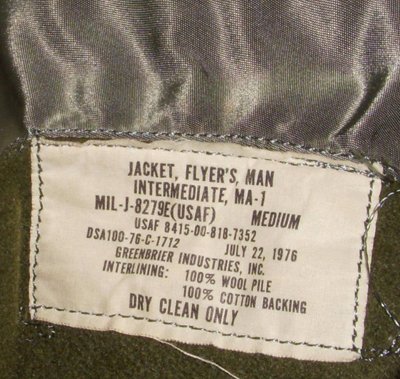 JACKET, FLYER'S, MAN
INTERMEDIATE, MA-1
MIL-J-8279E(USAF) MEDIUM
USAF 8415-00-818-7352
DSA100-76-C-1712 JULY 22, 1976
GREENBRIER INDUSTRIES, INC.
INTERLINING: 100% WOOL PILE
100% COTTON BACKING
DRY CLEAN ONLY